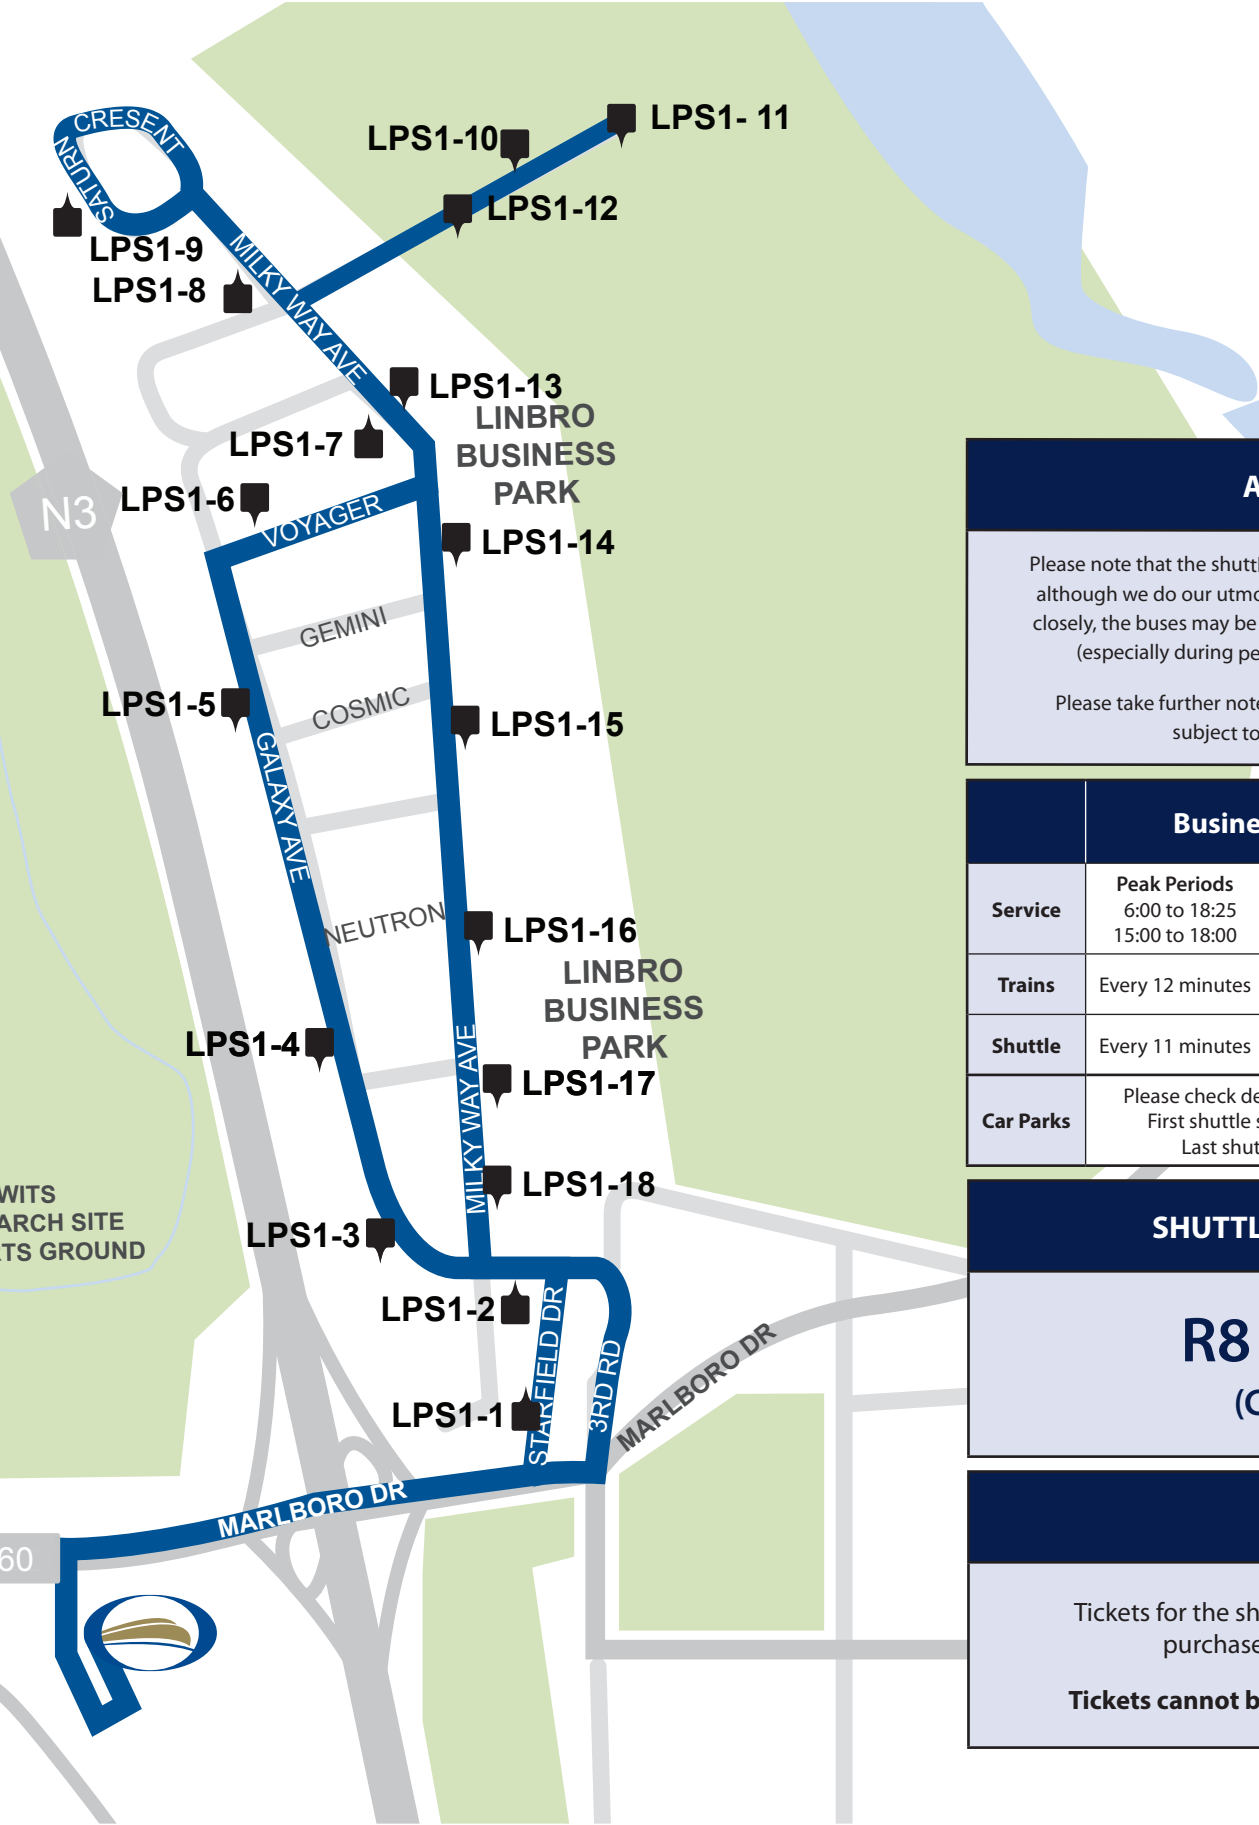 CRESENT
SATURN
LPS1-10
LPS1- 11
LPS1-12
LPS1-9
LPS1-8
MILKY WAY AVE
LPS1-13
LINBRO
BUSINESS
PARK
LPS1-7
LPS1-6
N3
VOYAGER
LPS1-14
GEMINI
COSMIC
LPS1-5
LPS1-15
GALAXY AVE
NEUTRON
LPS1-16
LINBRO
BUSINESS
PARK
LPS1-4
MILKY WAY AVE
LPS1-17
LPS1-18
WITS
ARCH SITE
TS GROUND
LPS1-3
LPS1-2
STARFIELD DR
3RD RD
MARLBORO DR
LPS1-1
MARLBORO DR
60
A
Please note that the shuttl
although we do our utmo
closely, the buses may be
(especially during pe
Please take further note
subject to
Busine
Service
Peak Periods
6:00 to 18:25
15:00 to 18:00
Trains
Every 12 minutes
Shuttle
Every 11 minutes
Car Parks
Please check de
First shuttle s
Last shut
SHUTTL
R8
(C
Tickets for the sh
purchase
Tickets cannot b